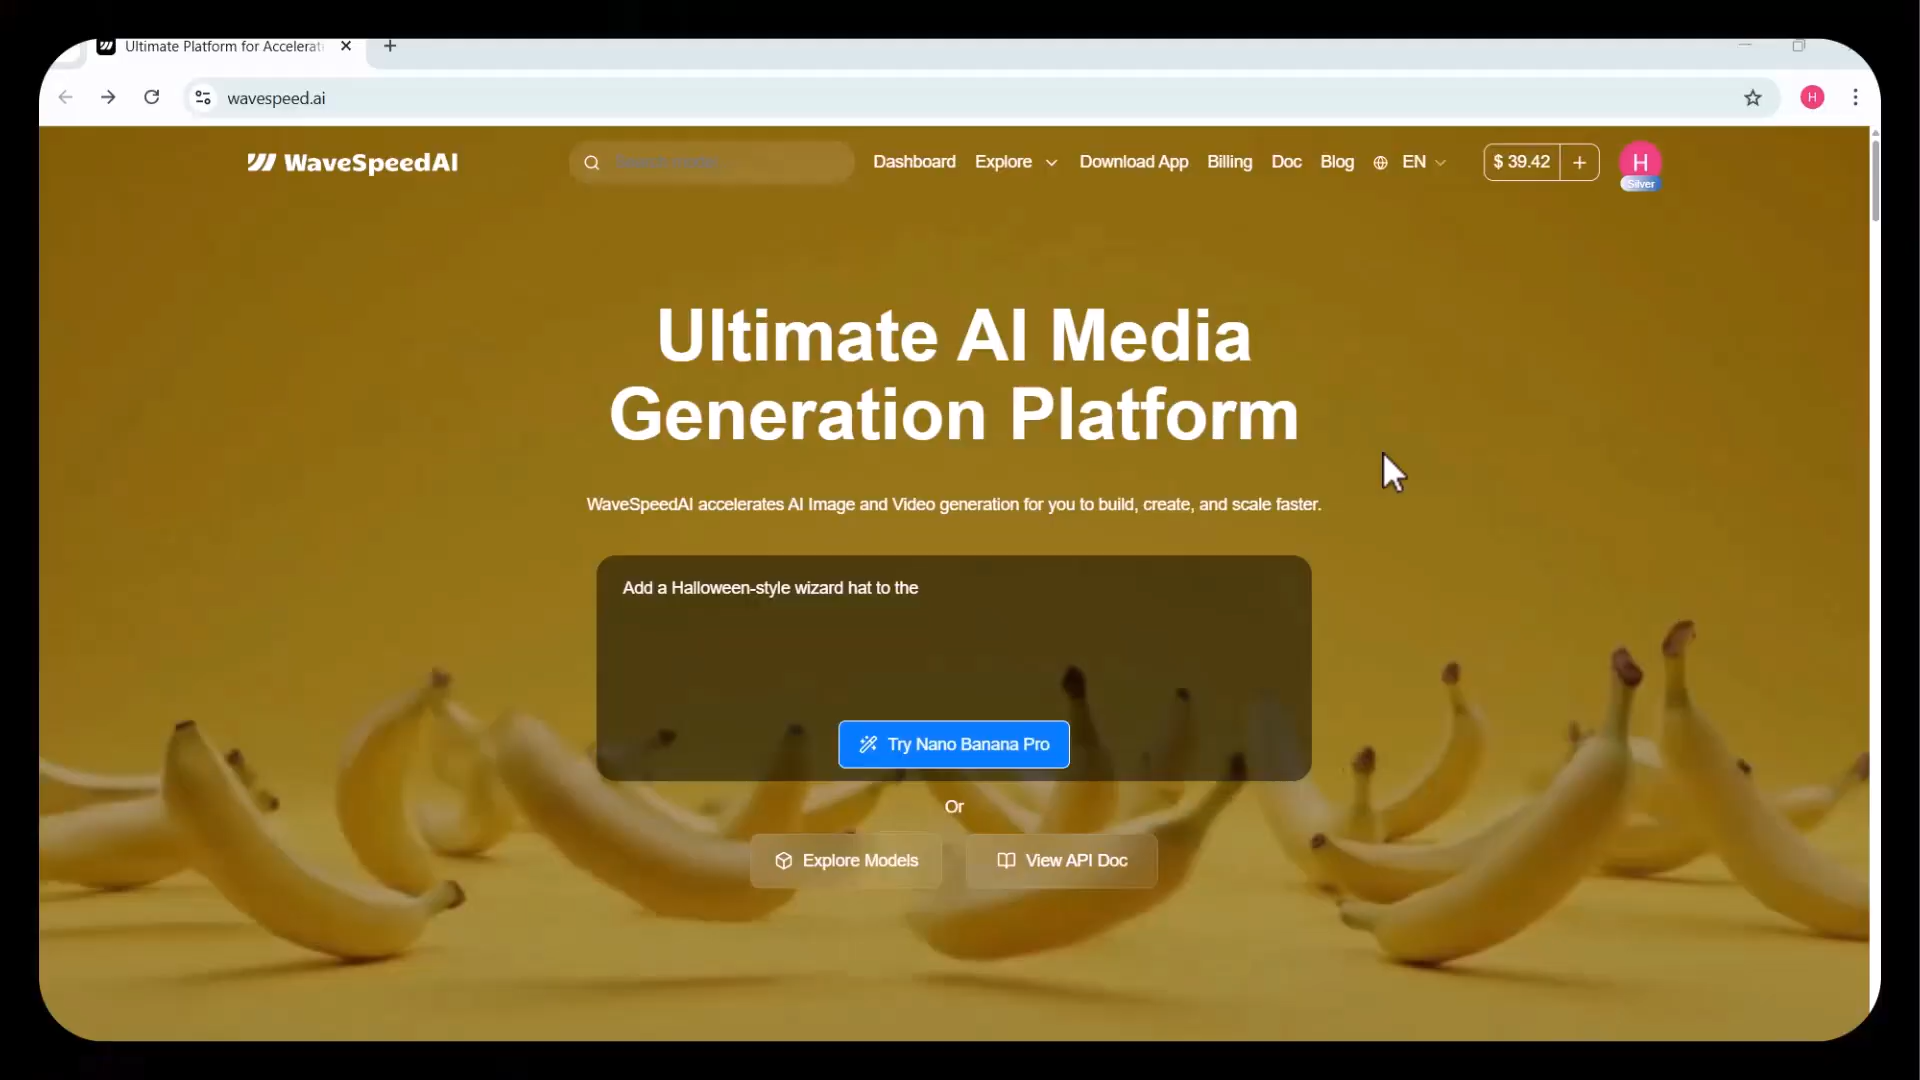 Ultimate Platform for Accelerat
wavespeed.ai
H
WaveSpeedAI
Dashboard
Explore
Download App
Billing
Doc
Blog
EN
$ 39.42
H
Silver
Ultimate AI Media
Generation Platform
WaveSpeedAI accelerates AI Image and Video generation for you to build, create, and scale faster.
Add a Halloween-style wizard hat to the
Try Nano Banana Pro
Or
Explore Models
View API Doc